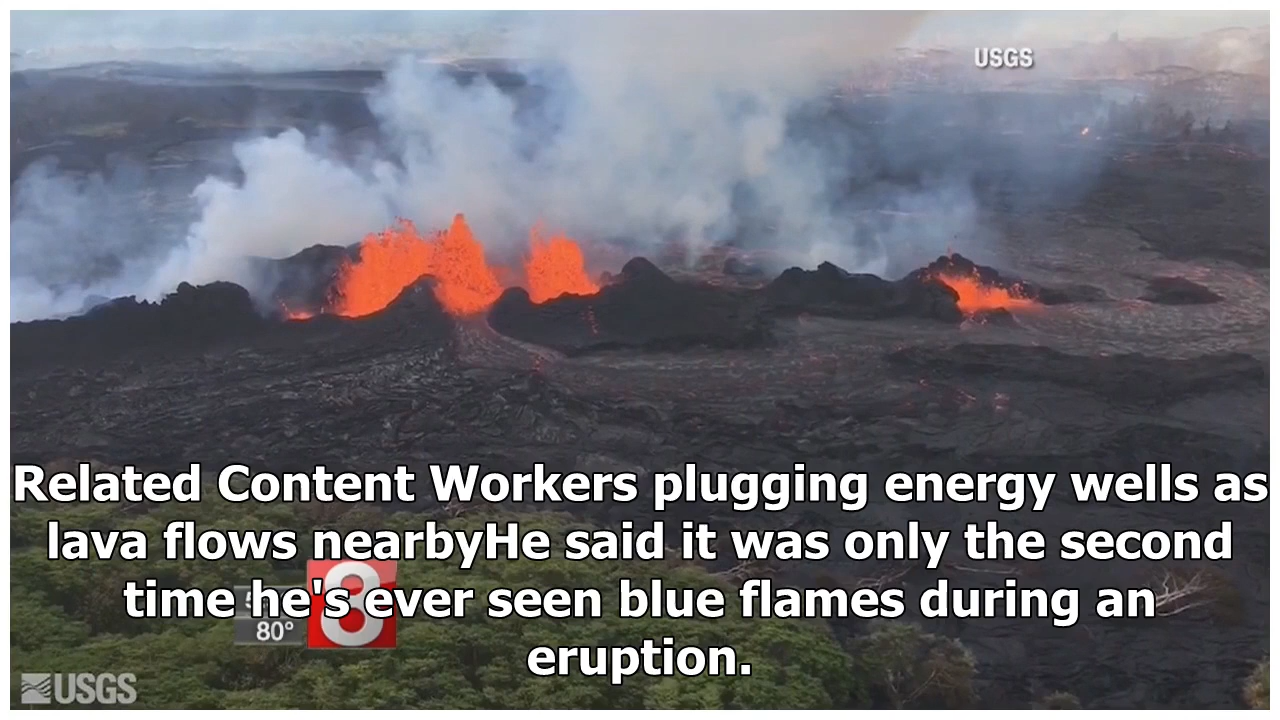 USGS
Related Content Workers plugging energy wells as
lava flows nearbyHe said it was only the second
time he's ever seen blue flames during an
eruption.
3
80°
USGS